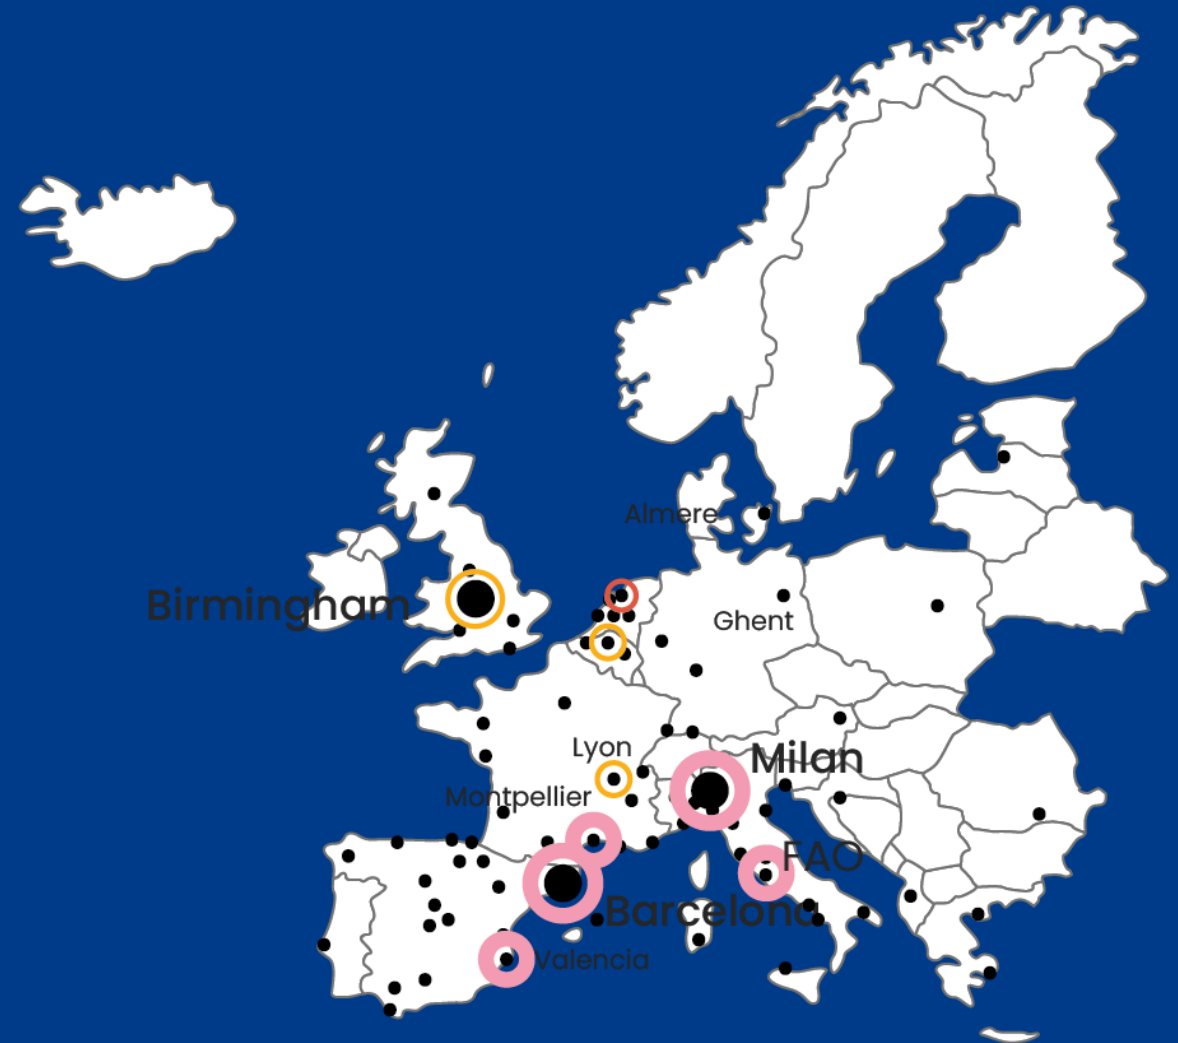 Almere
Birmingham
Ghent
Lyon
Milan
Montpellier
FAO
Barcelona
Valencia